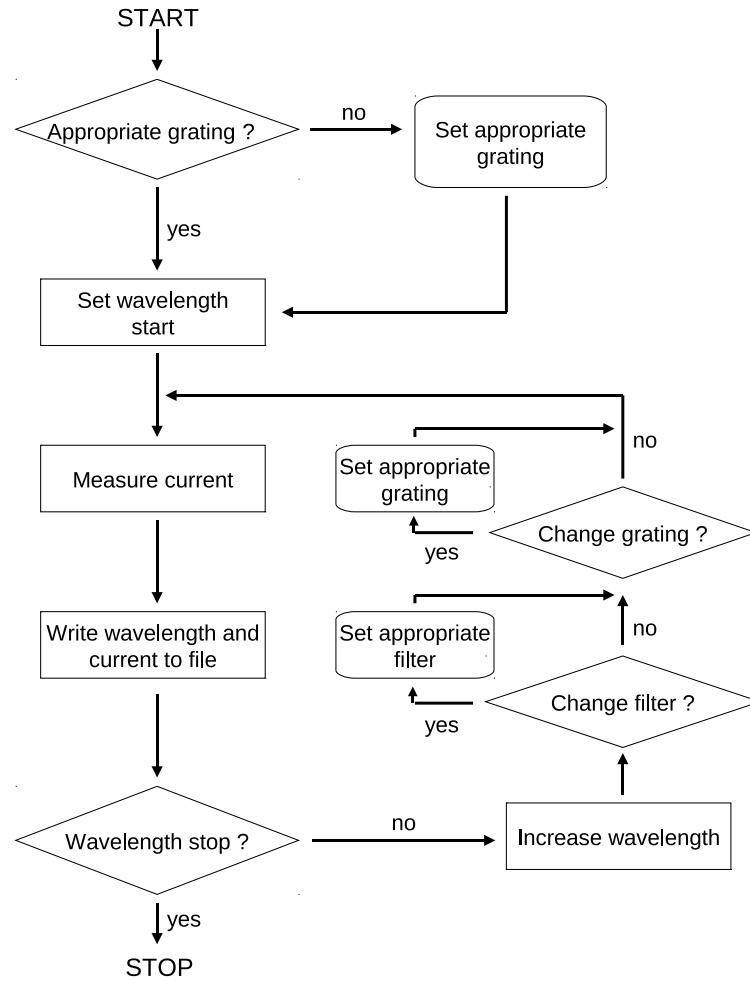 START
Appropriate grating ?
no
Set appropriate
grating
yes
Set wavelength
start
Measure current
Set appropriate
grating
no
Change grating ?
yes
Write wavelength and
current to file
Set appropriate
filter
no
Change filter ?
yes
Wavelength stop ?
no
Increase wavelength
yes
STOP